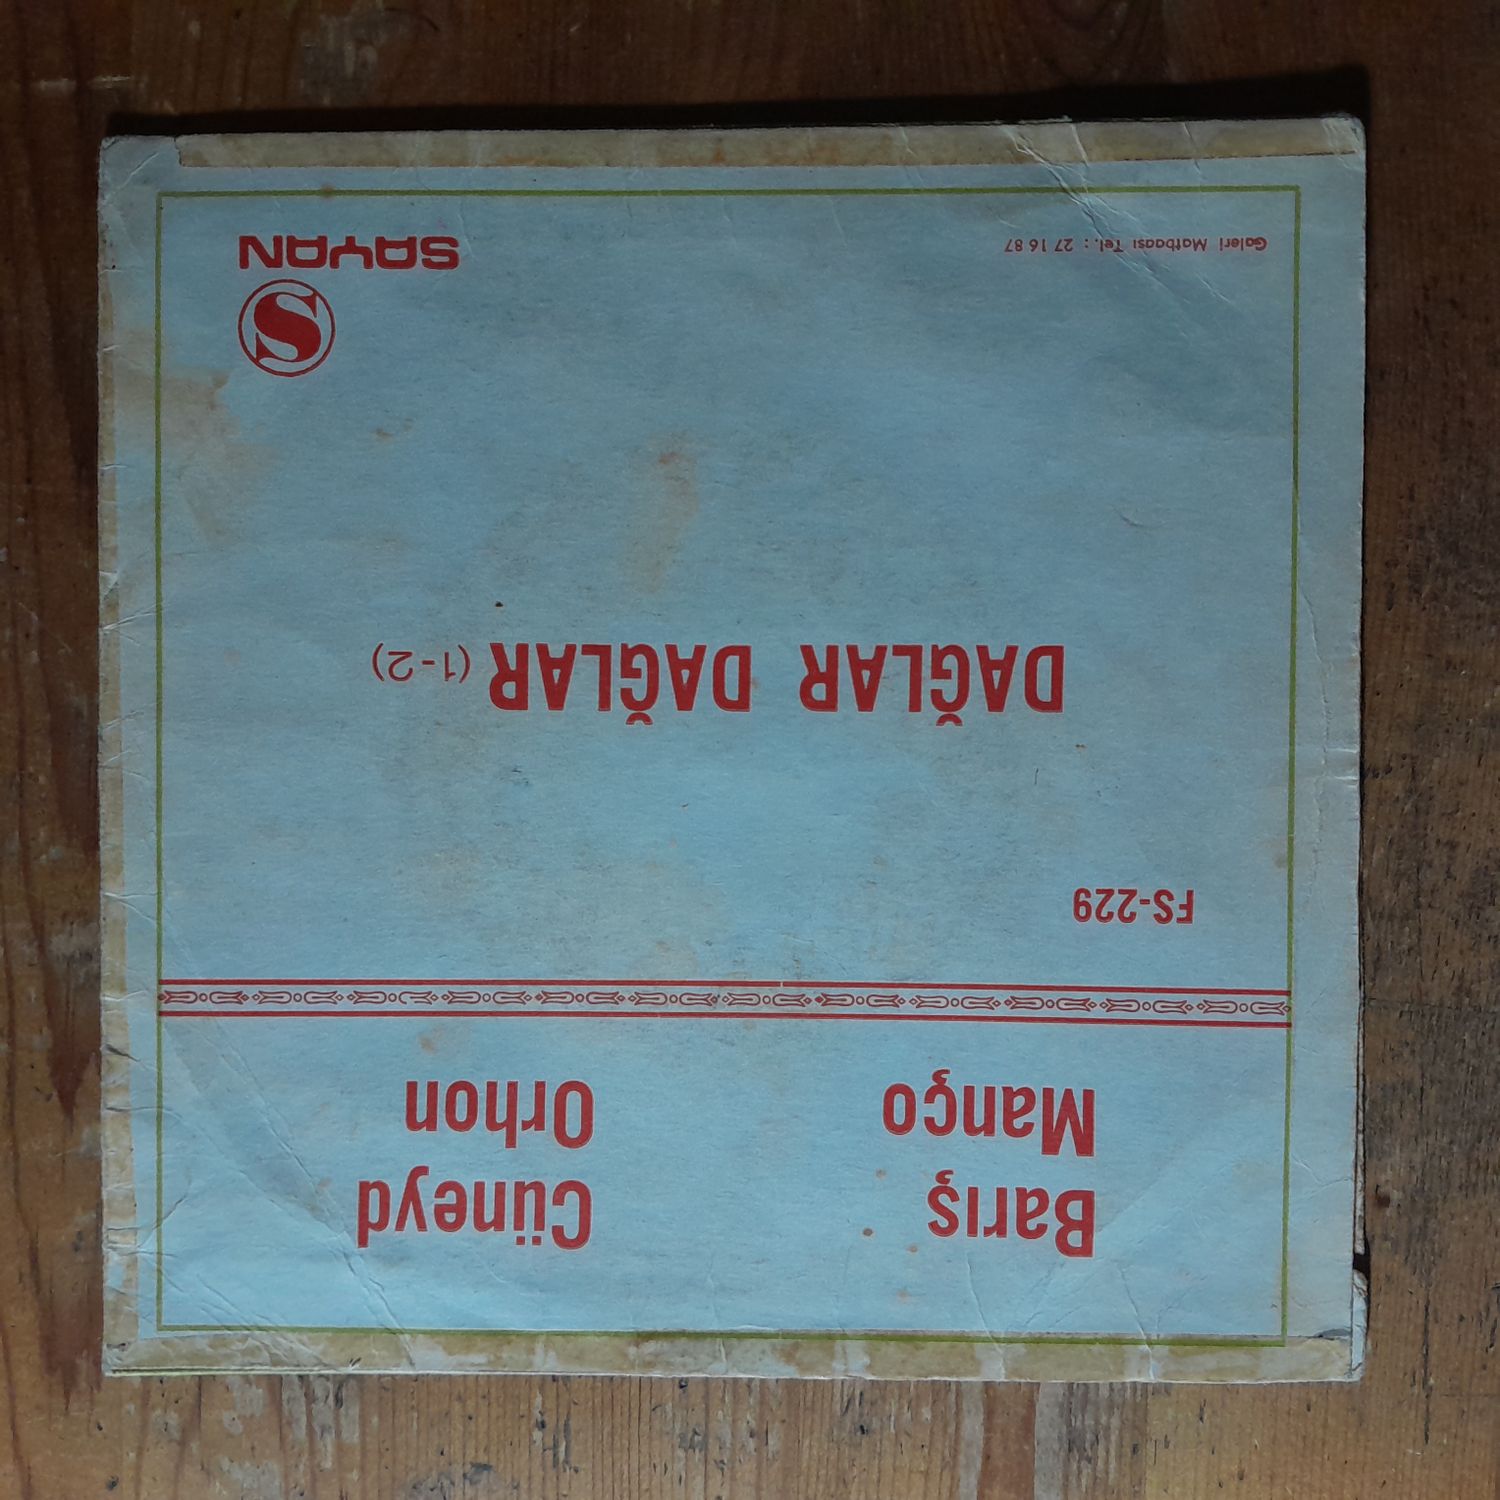 Barış
Manço
Cüneyd
Orhon
FS-229
DAĞLAR DAĞLAR (1-2)
Galeri Matbaası Tel. : 27 16 87
S
SAYAN